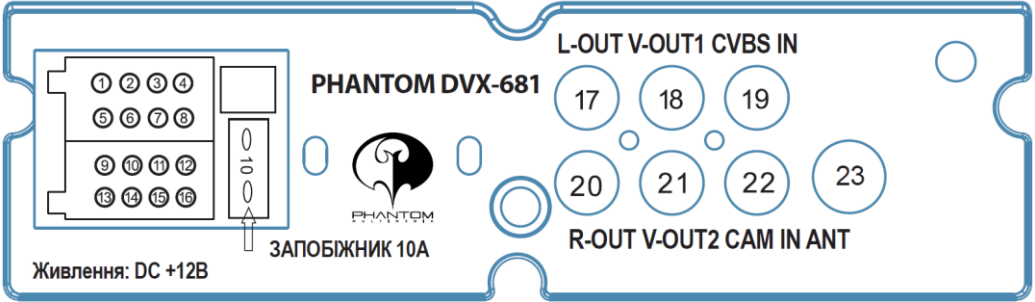 L-OUT V-OUT1 CVBS IN
PHANTOM DVX-681
17 18 19
1 2 3 4
5 6 7 8
9 10 11 12
13 14 15 16
10
20 21 22 23
PHANTOM
MULTIMEDIA
R-OUT V-OUT2 CAM IN ANT
ЗАПОБІЖНИК 10А
Живлення: DC +12В